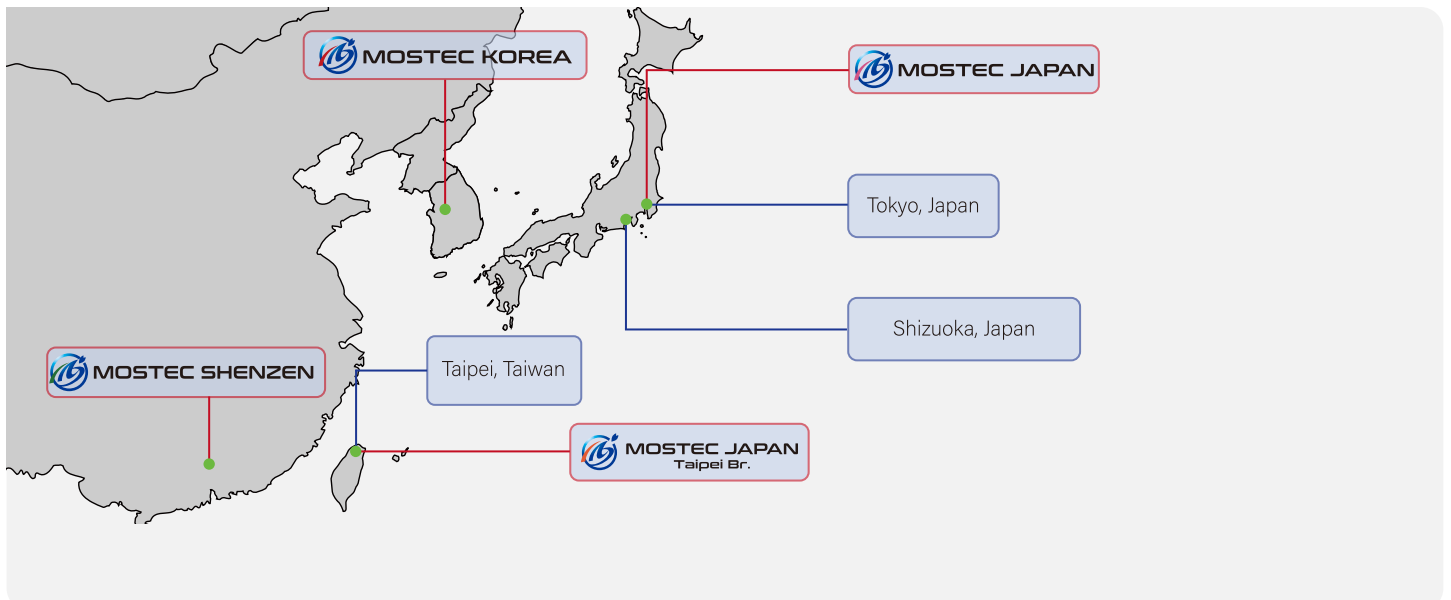 MOSTEC KOREA
MOSTEC JAPAN
Tokyo, Japan
Shizuoka, Japan
Taipei, Taiwan
MOSTEC SHENZEN
MOSTEC JAPAN
Taipei Br.